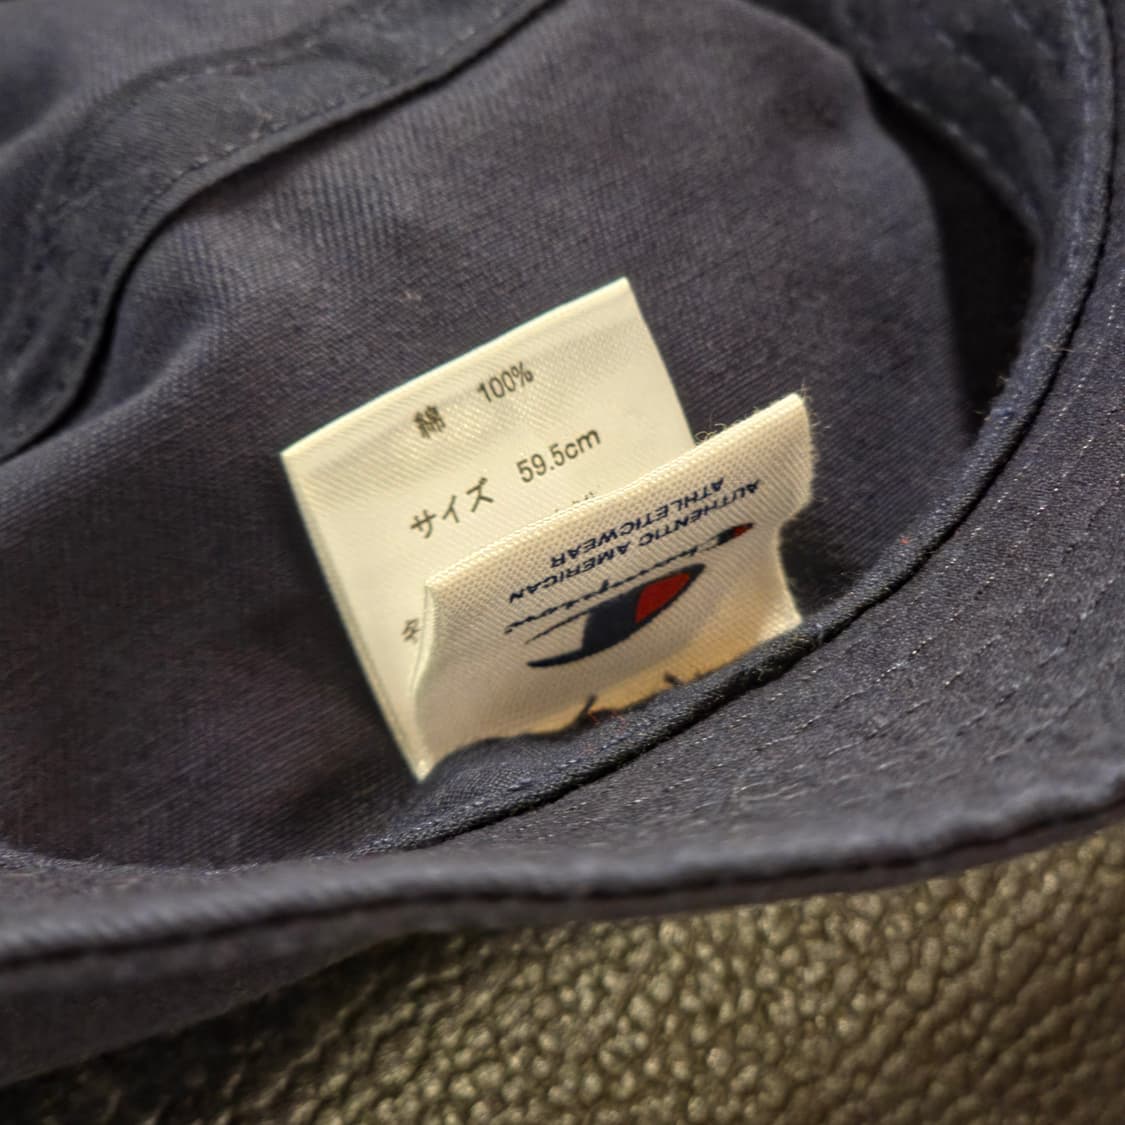 綿 100%
サイズ 59.5cm
Champion
AUTHENTIC AMERICAN
ATHLETICWEAR